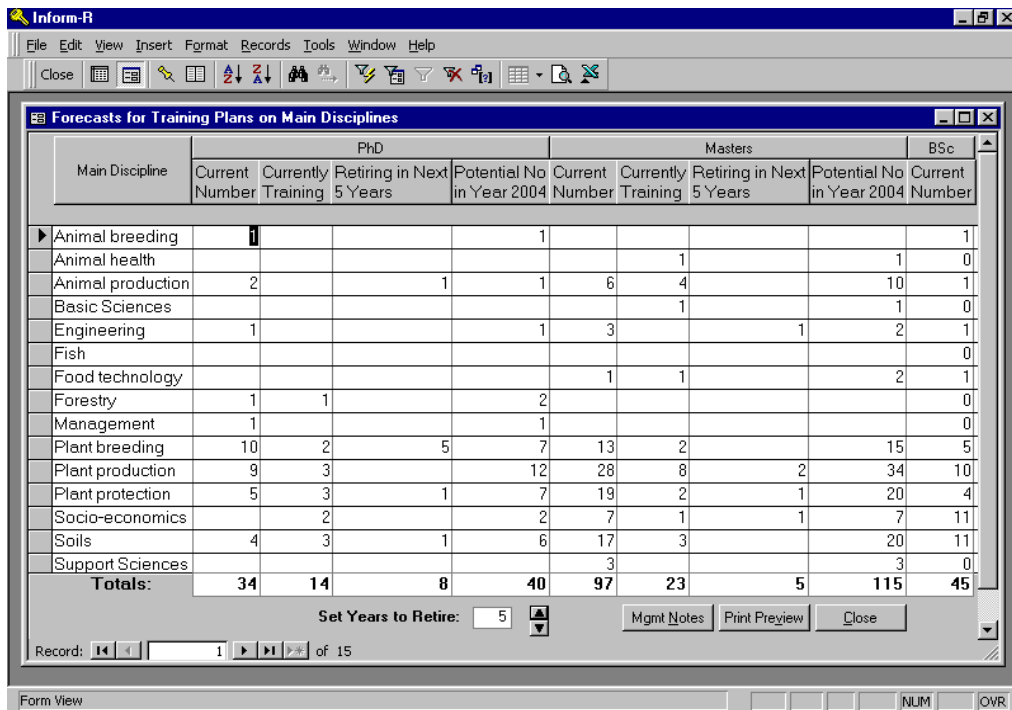 Inform-R
File Edit View Insert Format Records Tools Window Help
Close
Forecasts for Training Plans on Main Disciplines
PhD Masters BSc
Main Discipline Current Number Currently Training Retiring in Next 5 Years Potential No in Year 2004 Current Number Currently Training Retiring in Next 5 Years Potential No in Year 2004 Current Number
Animal breeding 1 1 1
Animal health 1 1 0
Animal production 2 1 1 6 4 10 1
Basic Sciences 1 1 0
Engineering 1 1 3 1 2 1
Fish 0
Food technology 1 1 2 1
Forestry 1 1 2 0
Management 1 1 0
Plant breeding 10 2 5 7 13 2 15 5
Plant production 9 3 12 28 8 2 34 10
Plant protection 5 3 1 7 19 2 1 20 4
Socio-economics 2 2 7 1 1 7 11
Soils 4 3 1 6 17 3 20 11
Support Sciences 3 3 0
Totals: 34 14 8 40 97 23 5 115 45
Set Years to Retire: 5 Mgmt Notes Print Preview Close
Record: 1 of 15
Form View NUM OVR